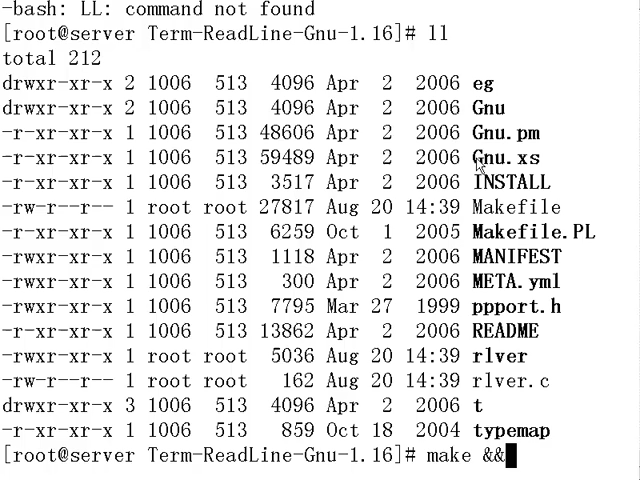 -bash: LL: command not found
[root@server Term-ReadLine-Gnu-1.16]# ll
total 212
drwxr-xr-x 2 1006  513  4096 Apr  2  2006 eg
drwxr-xr-x 2 1006  513  4096 Apr  2  2006 Gnu
-r-xr-xr-x 1 1006  513 48606 Apr  2  2006 Gnu.pm
-r-xr-xr-x 1 1006  513 59489 Apr  2  2006 Gnu.xs
-r-xr-xr-x 1 1006  513  3517 Apr  2  2006 INSTALL
-rw-r--r-- 1 root root 27817 Aug 20 14:39 Makefile
-r-xr-xr-x 1 1006  513  6259 Oct  1  2005 Makefile.PL
-r-xr-xr-x 1 1006  513  1118 Apr  2  2006 MANIFEST
-r-xr-xr-x 1 1006  513   300 Apr  2  2006 META.yml
-r-xr-xr-x 1 1006  513  7795 Mar 27  1999 ppport.h
-r-xr-xr-x 1 1006  513 13862 Apr  2  2006 README
-rwxr-xr-x 1 root root  5036 Aug 20 14:39 rlver
-rw-r--r-- 1 root root   162 Aug 20 14:39 rlver.c
drwxr-xr-x 3 1006  513  4096 Apr  2  2006 t
-r-xr-xr-x 1 1006  513   859 Oct 18  2004 typemap
[root@server Term-ReadLine-Gnu-1.16]# make &&